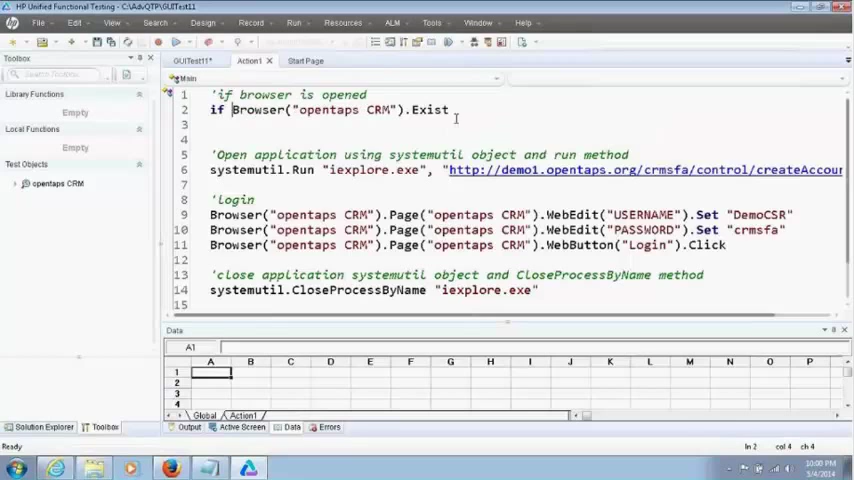 HP Unified Functional Testing - C:\AdvQTP\GUITest11
File Edit View Search Design Record Run Resources ALM Tools Window Help
Toolbox
Search Toolbox
Library Functions
Empty
Local Functions
Empty
Test Objects
opentaps CRM
GUITest11* Action1 Start Page
Main
1 'if browser is opened
2 if Browser("opentaps CRM").Exist
3
4
5 'Open application using systemutil object and run method
6 systemutil.Run "iexplore.exe", "http://demo1.opentaps.org/crmsfa/control/createAccour
7
8 'login
9 Browser("opentaps CRM").Page("opentaps CRM").WebEdit("USERNAME").Set "DemoCSR"
10 Browser("opentaps CRM").Page("opentaps CRM").WebEdit("PASSWORD").Set "crmsfa"
11 Browser("opentaps CRM").Page("opentaps CRM").WebButton("Login").Click
12
13 'close application systemutil object and CloseProcessByName method
14 systemutil.CloseProcessByName "iexplore.exe"
15
Data
A1
A B C D E F G H I J K L M N O P
1
2
3
4
Global Action1
Solution Explorer Toolbox Output Active Screen Data Errors
Ready
ln 2 col 4 ch 4
10:00 PM
5/4/2014